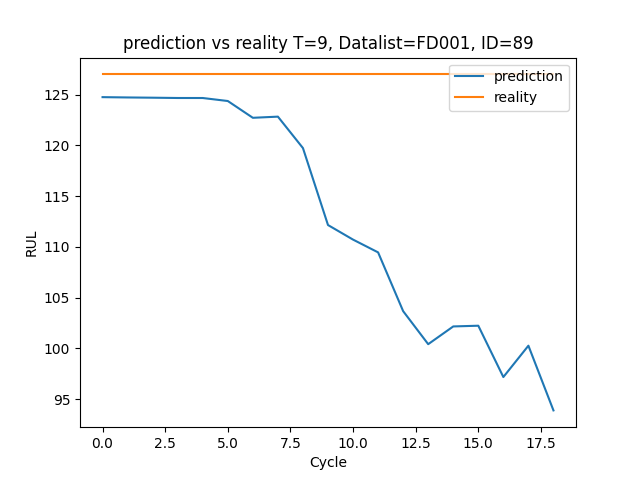 prediction vs reality T=9, Datalist=FD001, ID=89
prediction
reality
RUL
125
120
115
110
105
100
95
0.0 2.5 5.0 7.5 10.0 12.5 15.0 17.5
Cycle